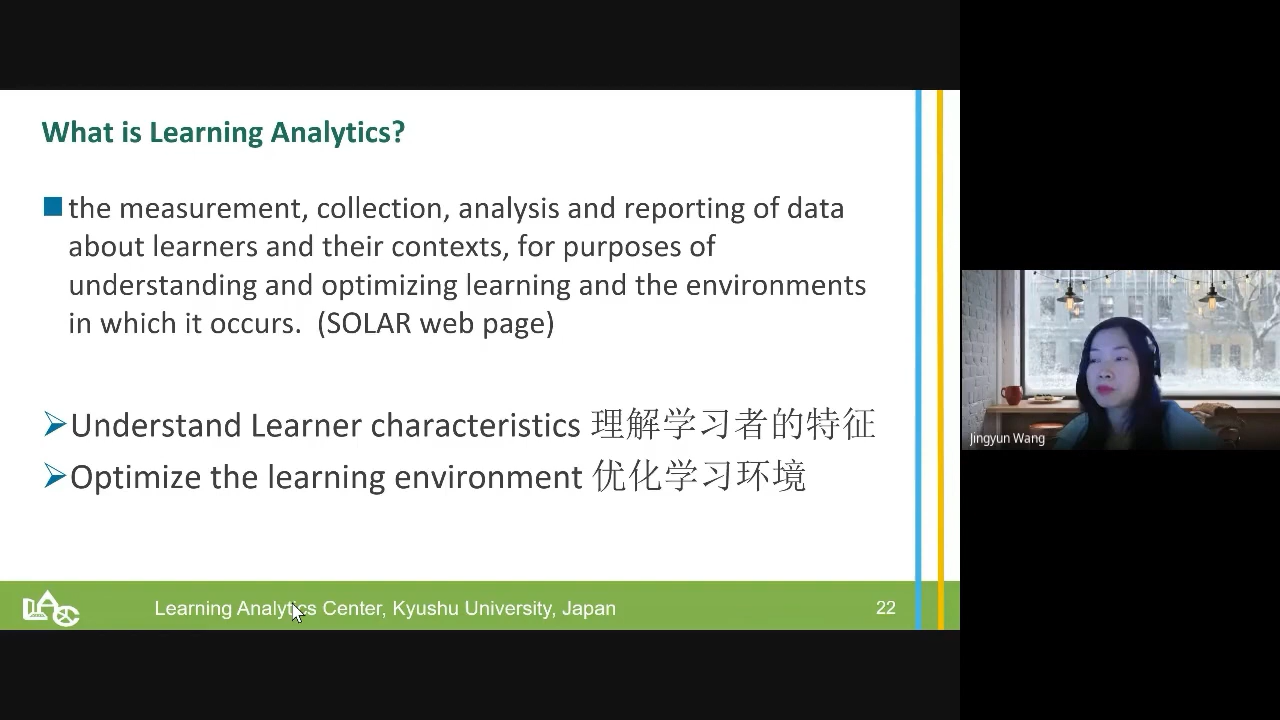 What is Learning Analytics?
the measurement, collection, analysis and reporting of data
about learners and their contexts, for purposes of
understanding and optimizing learning and the environments
in which it occurs. (SOLAR web page)
Understand Learner characteristics 理解学习者的特征
Optimize the learning environment 优化学习环境
LAC
Learning Analytics Center, Kyushu University, Japan
22
Jingyun Wang